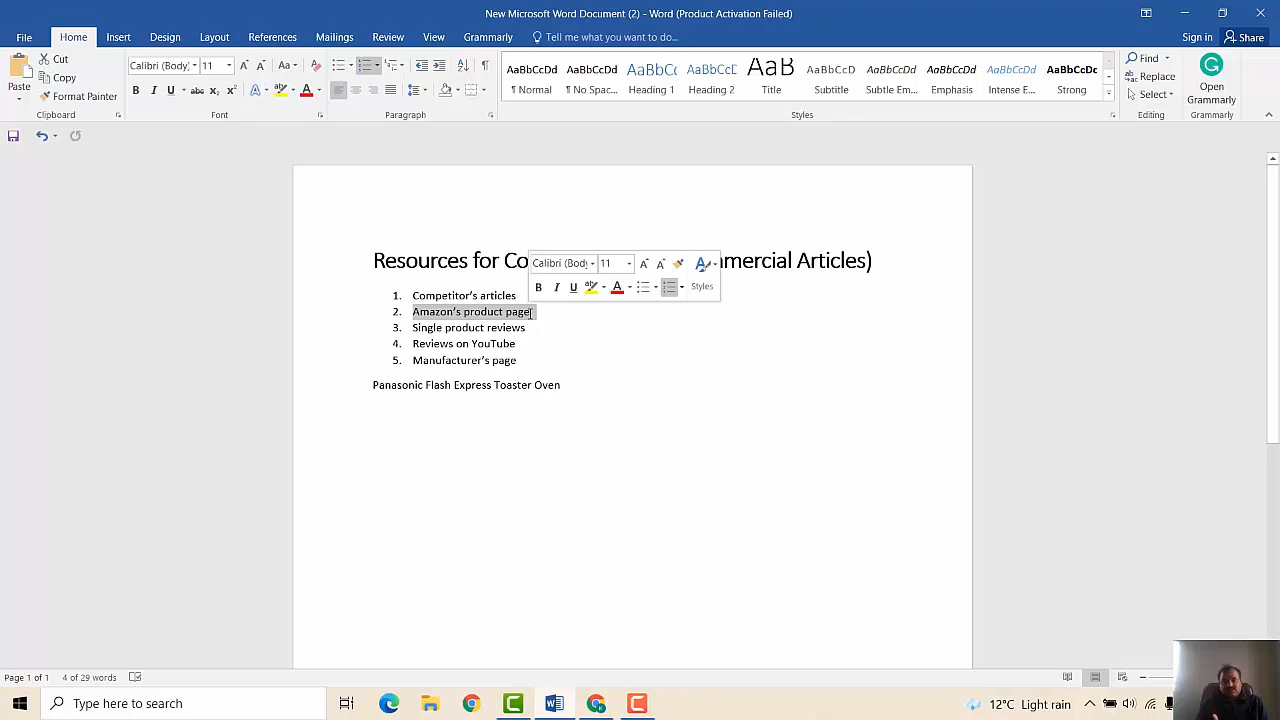 New Microsoft Word Document (2) - Word (Product Activation Failed)
File Home Insert Design Layout References Mailings Review View Grammarly Tell me what you want to do... Sign in Share
Paste Cut Copy Format Painter
Calibri (Body) 11
AaBbCcDd AaBbCcDd AaBbCc AaBbCcE AaB AaBbCcDd AaBbCcDd AaBbCcDd AaBbCcDd AaBbCcDc
¶ Normal ¶ No Spac... Heading 1 Heading 2 Title Subtitle Subtle Em... Emphasis Intense E... Strong
Find Replace Select
Open Grammarly
Clipboard Font Paragraph Styles Editing Grammarly
Resources for Co mmercial Articles)
Calibri (Body 11
B I U Styles
1. Competitor's articles
2. Amazon's product page
3. Single product reviews
4. Reviews on YouTube
5. Manufacturer's page
Panasonic Flash Express Toaster Oven
Page 1 of 1 4 of 29 words
Type here to search
12°C Light rain